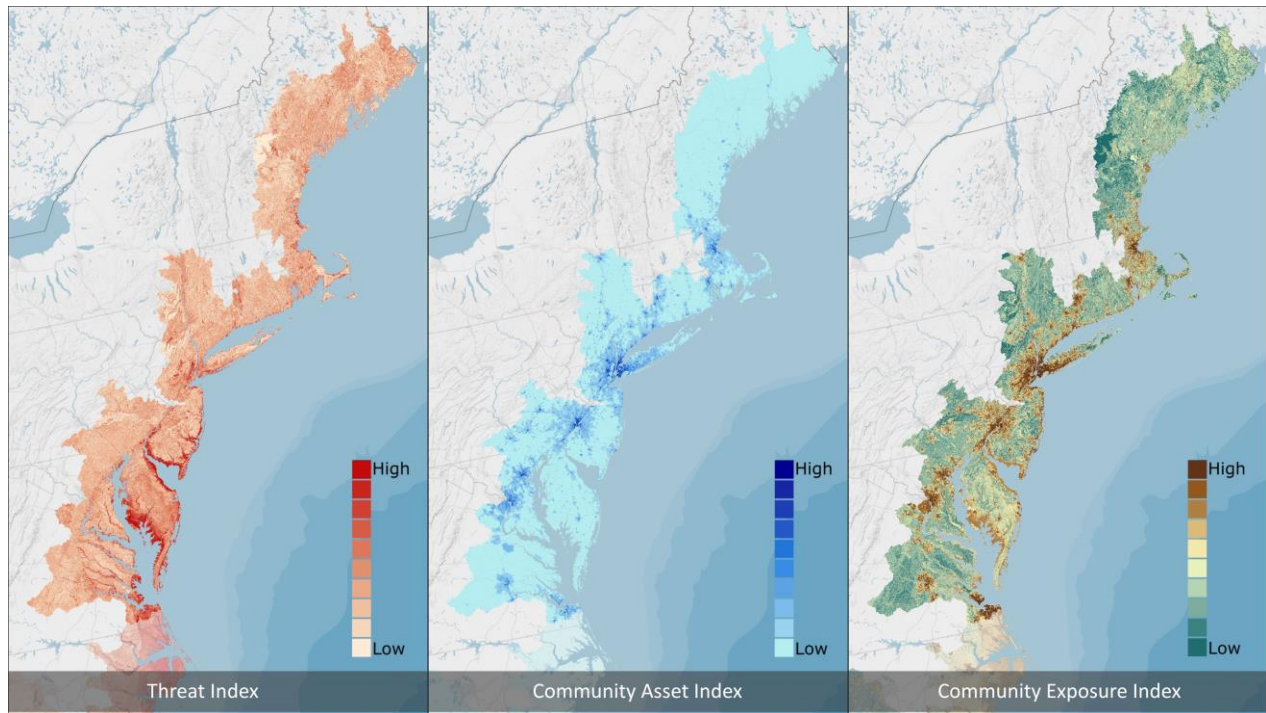 High
Low
Threat Index
High
Low
Community Asset Index
High
Low
Community Exposure Index